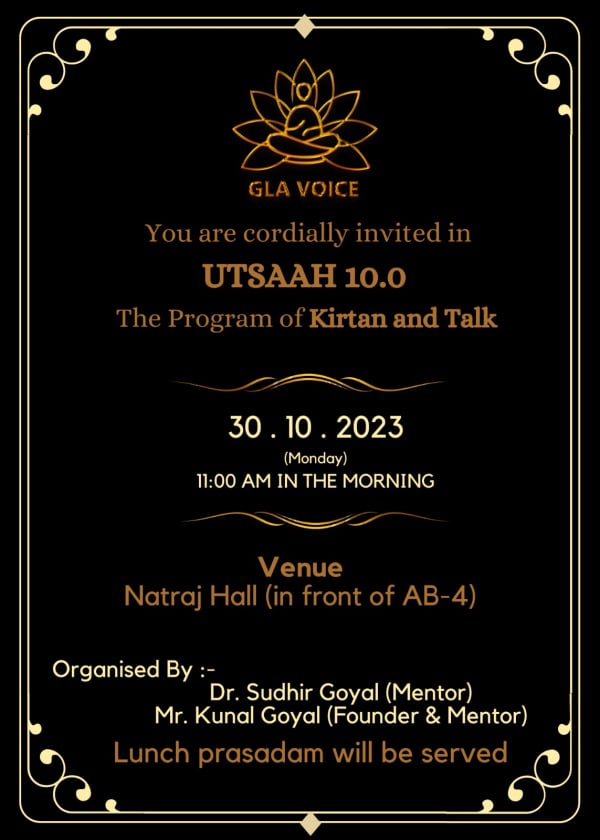 GLA VOICE
You are cordially invited in
UTSAAH 10.0
The Program of Kirtan and Talk
30 . 10 . 2023
(Monday)
11:00 AM IN THE MORNING
Venue
Natraj Hall (in front of AB-4)
Organised By :-
Dr. Sudhir Goyal (Mentor)
Mr. Kunal Goyal (Founder & Mentor)
Lunch prasadam will be served